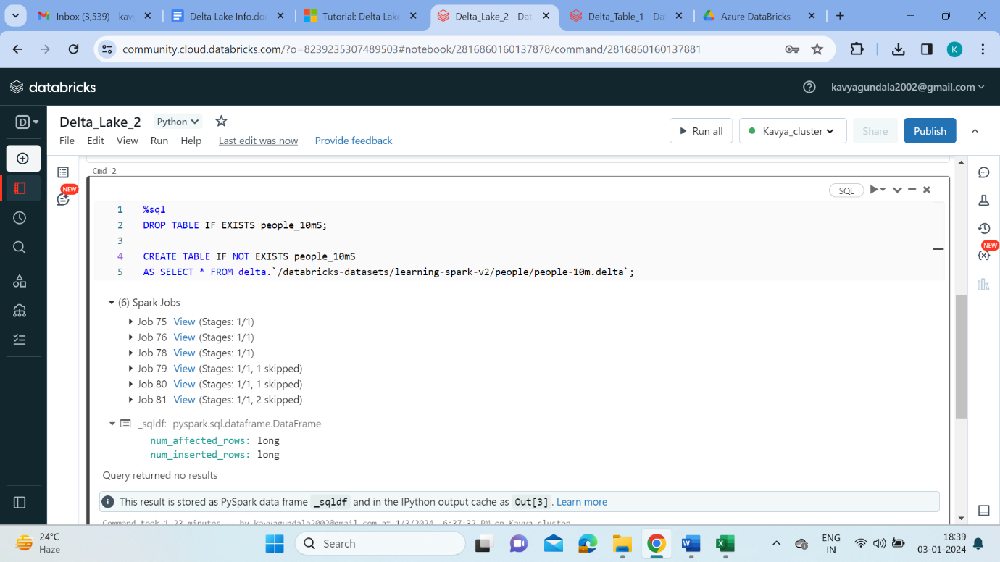 Inbox (3,539) - kav
Delta Lake Info.do
Tutorial: Delta Lake
Delta_Lake_2 - Dat
Delta_Table_1 - Da
Azure DataBricks -
community.cloud.databricks.com/?o=8239235307489503#notebook/2816860160137878/command/2816860160137881
K
databricks
kavyagundala2002@gmail.com
D
Delta_Lake_2
Python
Run all
Kavya_cluster
Share
Publish
File Edit View Run Help Last edit was now Provide feedback
NEW
NEW
Cmd 2
SQL
1 %sql
2 DROP TABLE IF EXISTS people_10mS;
3
4 CREATE TABLE IF NOT EXISTS people_10mS
5 AS SELECT * FROM delta.`/databricks-datasets/learning-spark-v2/people/people-10m.delta`;
(6) Spark Jobs
Job 75 View (Stages: 1/1)
Job 76 View (Stages: 1/1)
Job 78 View (Stages: 1/1)
Job 79 View (Stages: 1/1, 1 skipped)
Job 80 View (Stages: 1/1, 1 skipped)
Job 81 View (Stages: 1/1, 2 skipped)
_sqldf: pyspark.sql.dataframe.DataFrame
num_affected_rows: long
num_inserted_rows: long
Query returned no results
This result is stored as PySpark data frame _sqldf and in the IPython output cache as Out[3] . Learn more
Command took 1.23 minutes -- by kavyagundala2002@gmail.com at 1/3/2024, 6:37:32 PM on Kavya_cluster
24°C
Haze
Search
ENG
IN
18:39
03-01-2024